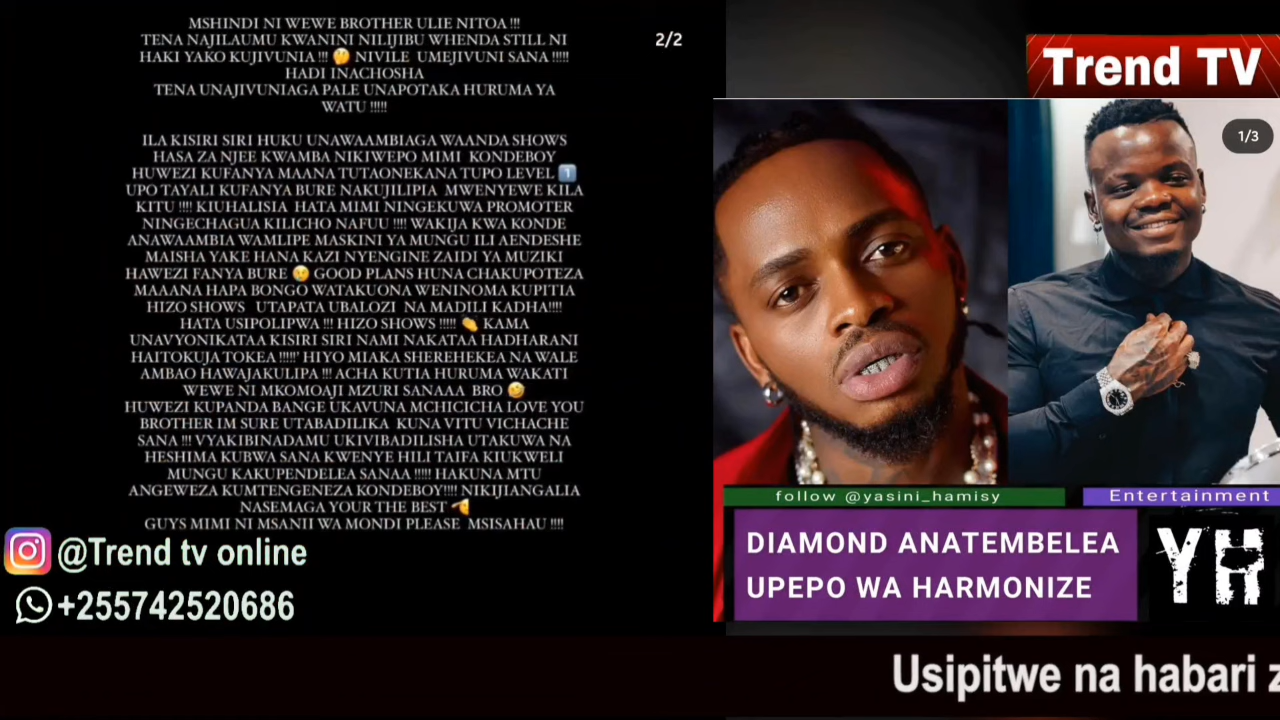 MSHINDI NI WEWE BROTHER ULIE NITOA !!!
TENA NAJILAUMU KWANINI NILIJIBU WHENDA STILL NI
HAKI YAKO KUJIVUNIA !!! 🤔 NIVILE UMEJIVUNI SANA !!!!!
HADI INACHOSHA
TENA UNAJIVUNIAGA PALE UNAPOTAKA HURUMA YA
WATU !!!!!
ILA KISIRI SIRI HUKU UNAWAAMBIAGA WAANDA SHOWS
HASA ZA NJEE KWAMBA NIKIWEPO MIMI KONDEBOY
HUWEZI KUFANYA MAANA TUTAONEKANA TUPO LEVEL 1️⃣
UPO TAYALI KUFANYA BURE NAKUJILIPIA MWENYEWE KILA
KITU !!!! KIUHALISIA HATA MIMI NINGEKUWA PROMOTER
NINGECHAGUA KILICHO NAFUU !!!! WAKIJA KWA KONDE
ANAWAAMBIA WAMLIPE MASKINI YA MUNGU ILI AENDESHE
MAISHA YAKE HANA KAZI NYENGINE ZAIDI YA MUZIKI
HAWEZI FANYA BURE 🤨 GOOD PLANS HUNA CHAKUPOTEZA
MAAANA HAPA BONGO WATAKUONA WENINOMA KUPITIA
HIZO SHOWS UTAPATA UBALOZI NA MADILI KADHA!!!!
HATA USIPOLIPWA !!! HIZO SHOWS !!!!! 👏 KAMA
UNAVYONIKATAA KISIRI SIRI NAMI NAKATAA HADHARANI
HAITOKUJA TOKEA !!!!!' HIYO MIAKA SHEREHEKEA NA WALE
AMBAO HAWAJAKULIPA !!! ACHA KUTIA HURUMA WAKATI
WEWE NI MKOMOAJI MZURI SANAAA BRO 🤣
HUWEZI KUPANDA BANGE UKAVUNA MCHICICHA LOVE YOU
BROTHER IM SURE UTABADILIKA KUNA VITU VICHACHE
SANA !!! VYAKIBINADAMU UKIVIBADILISHA UTAKUWA NA
HESHIMA KUBWA SANA KWENYE HILI TAIFA KIUKWELI
MUNGU KAKUPENDELEA SANAA !!!!! HAKUNA MTU
ANGEWEZA KUMTENGENEZA KONDEBOY!!!! NIKIJIANGALIA
NASEMAGA YOUR THE BEST 🫡
GUYS MIMI NI MSANII WA MONDI PLEASE MSISAHAU !!!!
2/2
@Trend tv online
+255742520686
Trend TV
1/3
follow @yasini_hamisy
Entertainment
DIAMOND ANATEMBELEA
UPEPO WA HARMONIZE
YH
Usipitwe na habari